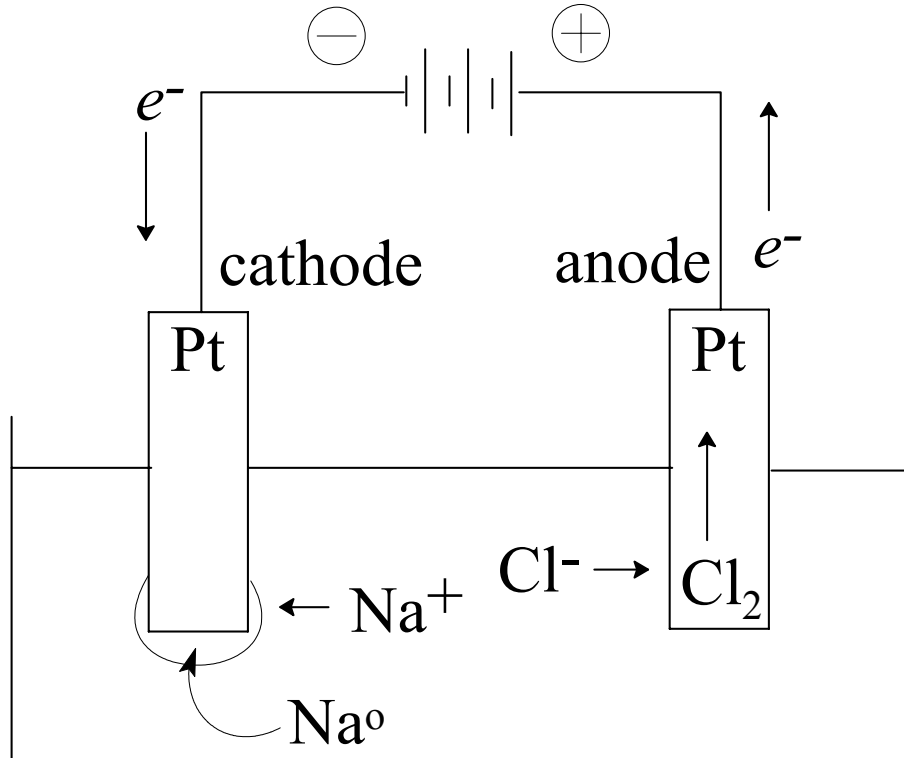 − +
e- e-
cathode anode
Pt Pt
Cl- Cl₂
Na+
Naº